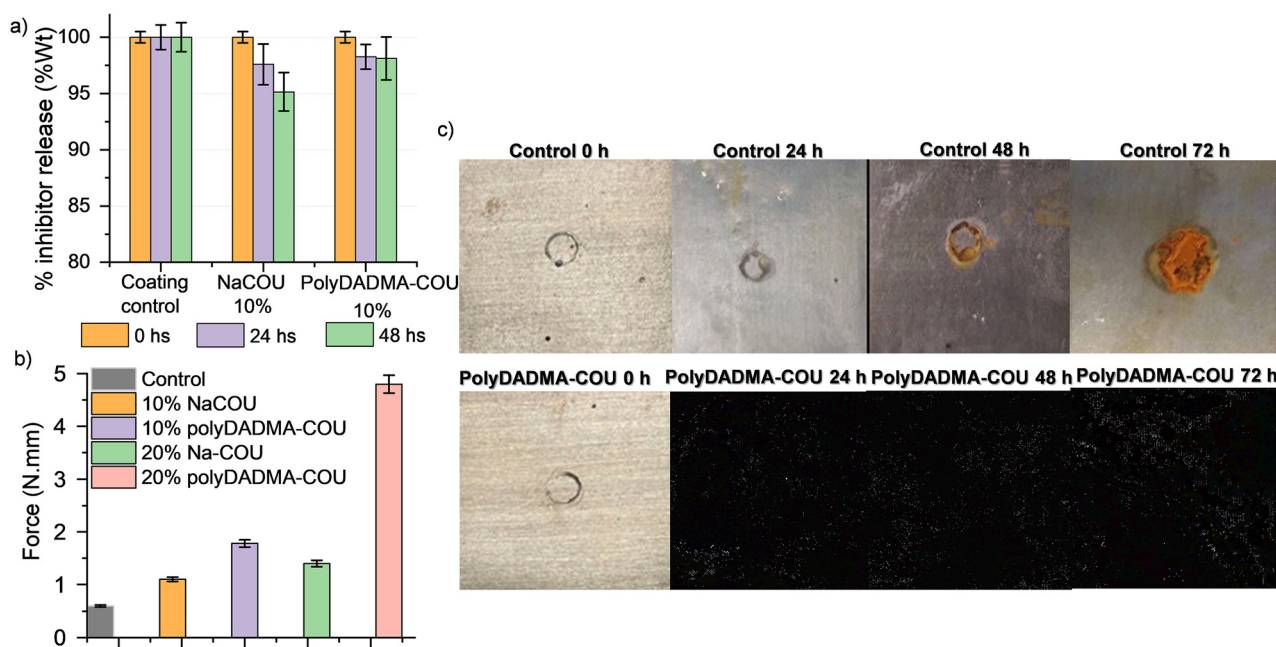 a)
% inhibitor release (%Wt)
100
95
90
85
80
Coating
control
NaCOU
10%
PolyDADMA-COU
10%
0 hs
24 hs
48 hs
b)
Force (N.mm)
5
4
3
2
1
0
Control
10% NaCOU
10% polyDADMA-COU
20% Na-COU
20% polyDADMA-COU
c)
Control 0 h
Control 24 h
Control 48 h
Control 72 h
PolyDADMA-COU 0 h
PolyDADMA-COU 24 h
PolyDADMA-COU 48 h
PolyDADMA-COU 72 h